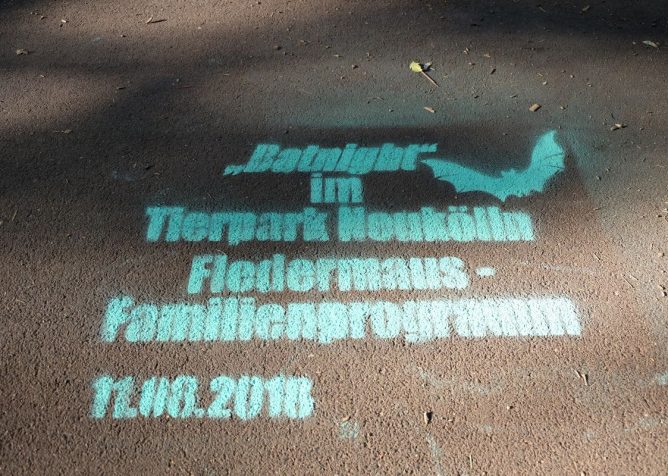 „Batnight“
im
Tierpark Neukölln
Fledermaus -
Familienprogramm
11.08.2018